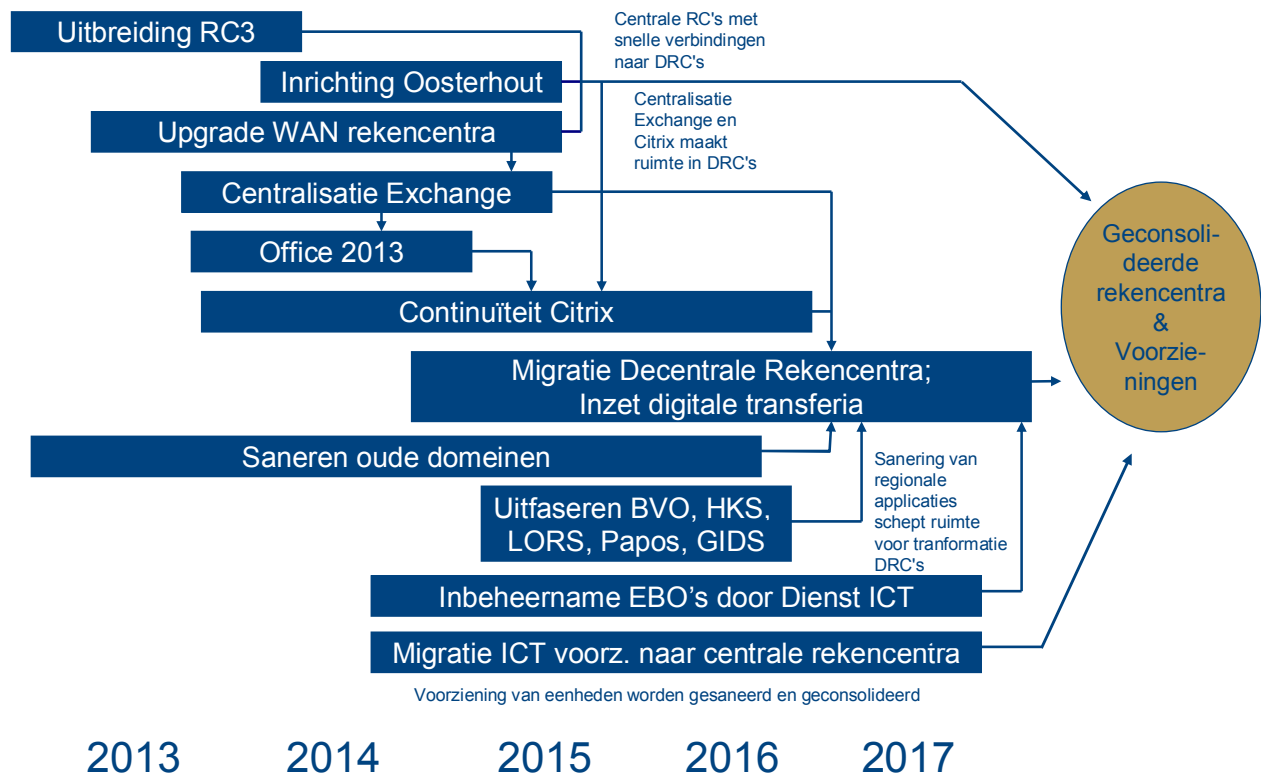 Uitbreiding RC3
Centrale RC's met
snelle verbindingen
naar DRC's
Inrichting Oosterhout
Upgrade WAN rekencentra
Centralisatie
Exchange en
Citrix maakt
ruimte in DRC's
Centralisatie Exchange
Office 2013
Continuïteit Citrix
Geconsoli-
deerde
rekencentra
&
Voorzie-
ningen
Migratie Decentrale Rekencentra;
Inzet digitale transferia
Saneren oude domeinen
Uitfaseren BVO, HKS,
LORS, Papos, GIDS
Sanering van
regionale
applicaties
schept ruimte
voor tranformatie
DRC's
Inbeheername EBO’s door Dienst ICT
Migratie ICT voorz. naar centrale rekencentra
Voorziening van eenheden worden gesaneerd en geconsolideerd
2013 2014 2015 2016 2017